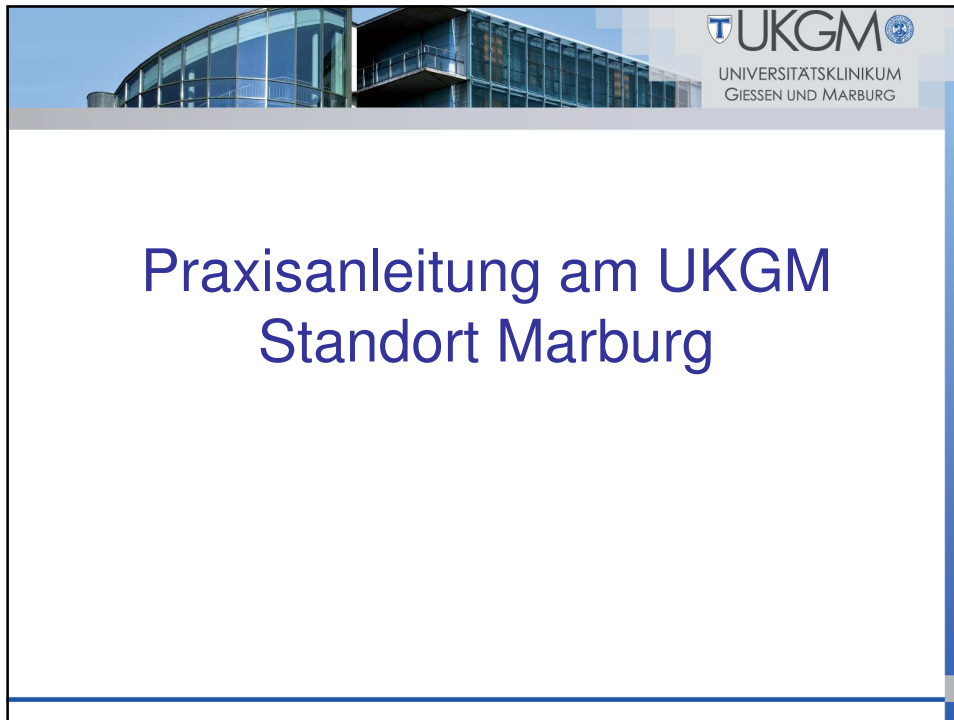 UKGM
UNIVERSITÄTSKLINIKUM
GIESSEN UND MARBURG
Praxisanleitung am UKGM
Standort Marburg